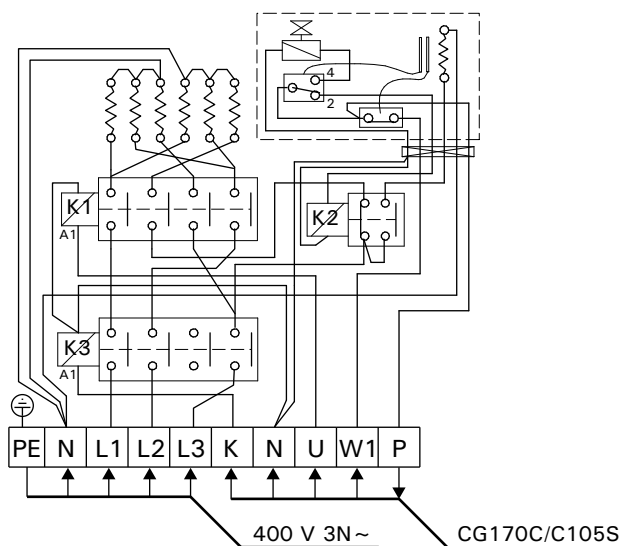 4
2
K1
A1
K2
K3
A1
PE N L1 L2 L3 K N U W1 P
400 V 3N~
CG170C/C105S